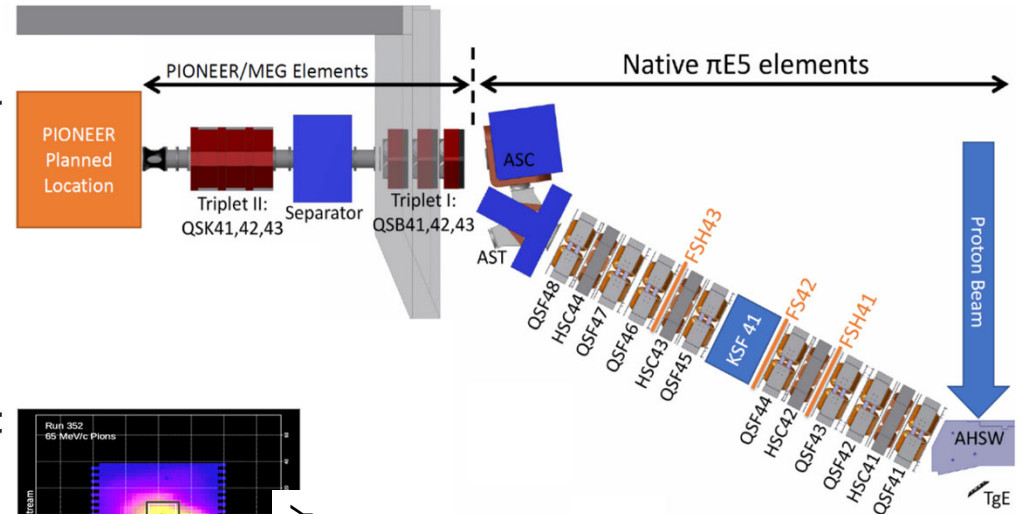 PIONEER/MEG Elements
Native πE5 elements
PIONEER
Planned
Location
Triplet II:
QSK41,42,43
Separator
Triplet I:
QSB41,42,43
ASC
AST
QSF48
HSC44
QSF47
QSF46
FSH43
HSC43
QSF45
KSF 41
FS42
QSF44
HSC42
FSH41
QSF43
QSF42
HSC41
QSF41
Proton Beam
AHSW
TgE
Run 352
65 MeV/c Pions